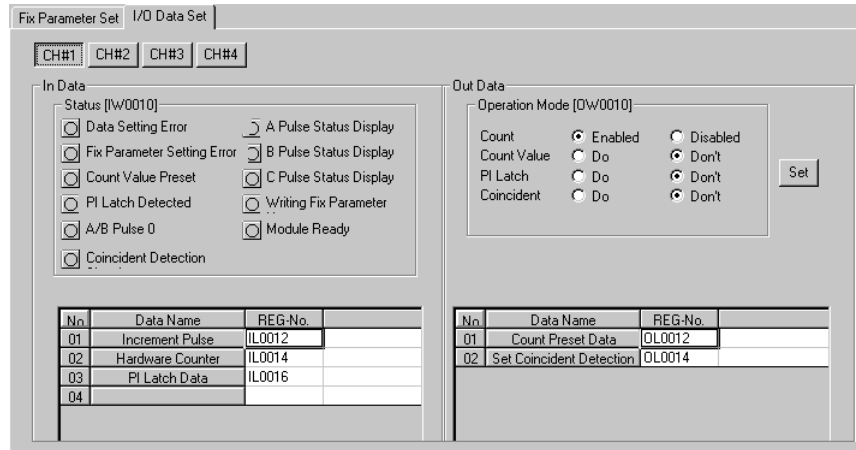 Fix Parameter Set I/O Data Set
CH#1 CH#2 CH#3 CH#4
In Data
Status [IW0010]
Data Setting Error A Pulse Status Display
Fix Parameter Setting Error B Pulse Status Display
Count Value Preset C Pulse Status Display
PI Latch Detected Writing Fix Parameter
A/B Pulse 0 Module Ready
Coincident Detection
No Data Name REG-No.
01 Increment Pulse IL0012
02 Hardware Counter IL0014
03 PI Latch Data IL0016
04
Out Data
Operation Mode [OW0010]
Count Enabled Disabled
Count Value Do Don't
PI Latch Do Don't
Coincident Do Don't
Set
No Data Name REG-No.
01 Count Preset Data OL0012
02 Set Coincident Detection OL0014